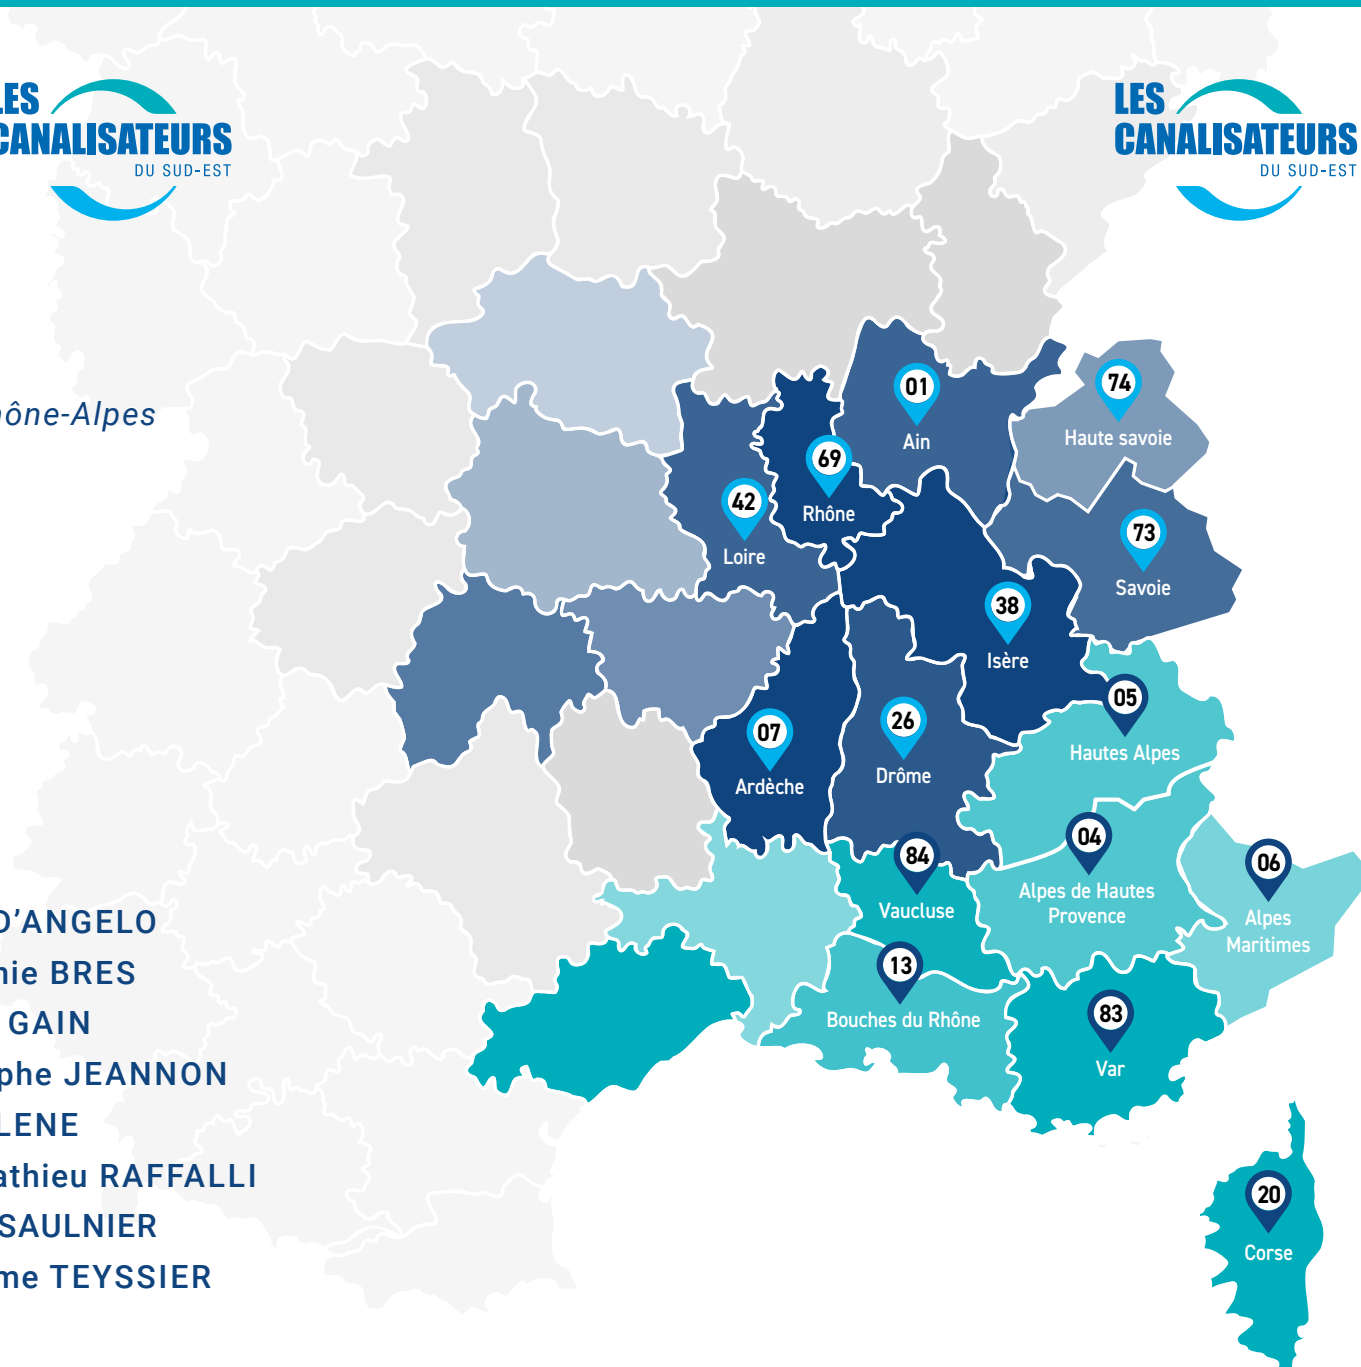 LES
CANALISATEURS
DU SUD-EST
LES
CANALISATEURS
DU SUD-EST
hône-Alpes
01
Ain
74
Haute savoie
69
Rhône
42
Loire
73
Savoie
38
Isère
05
Hautes Alpes
07
Ardèche
26
Drôme
04
Alpes de Hautes
Provence
84
Vaucluse
06
Alpes
Maritimes
13
Bouches du Rhône
83
Var
20
Corse
D'ANGELO
nie BRES
GAIN
phe JEANNON
LENE
athieu RAFFALLI
SAULNIER
me TEYSSIER